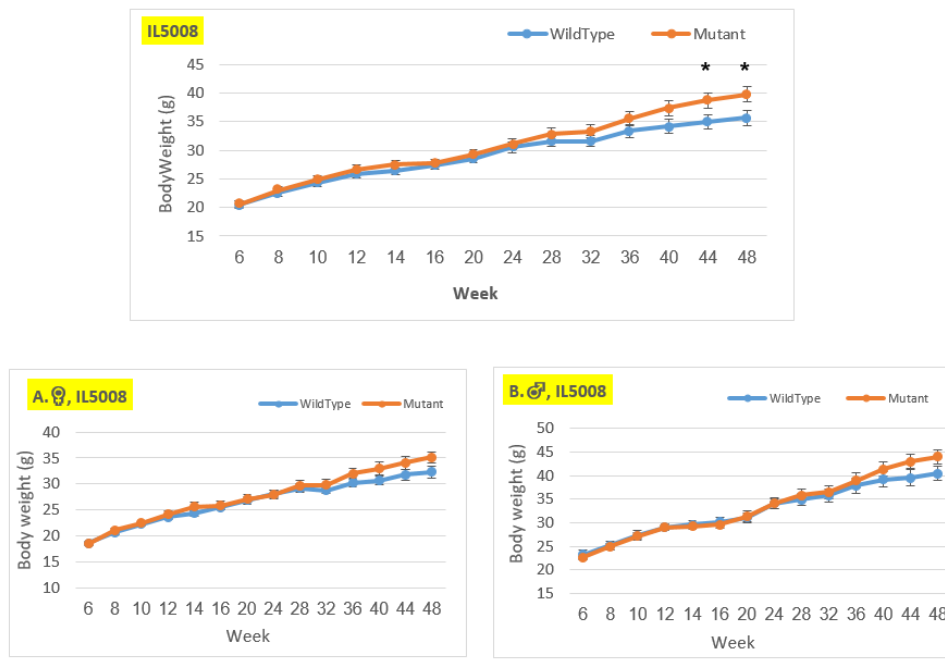 IL5008
WildType Mutant
BodyWeight (g)
45
40
35
30
25
20
15
* *
6 8 10 12 14 16 20 24 28 32 36 40 44 48
Week
A. ♀, IL5008
WildType Mutant
Body weight (g)
40
35
30
25
20
15
10
6 8 10 12 14 16 20 24 28 32 36 40 44 48
Week
B. ♂, IL5008
WildType Mutant
Body weight (g)
50
45
40
35
30
25
20
15
6 8 10 12 14 16 20 24 28 32 36 40 44 48
Week